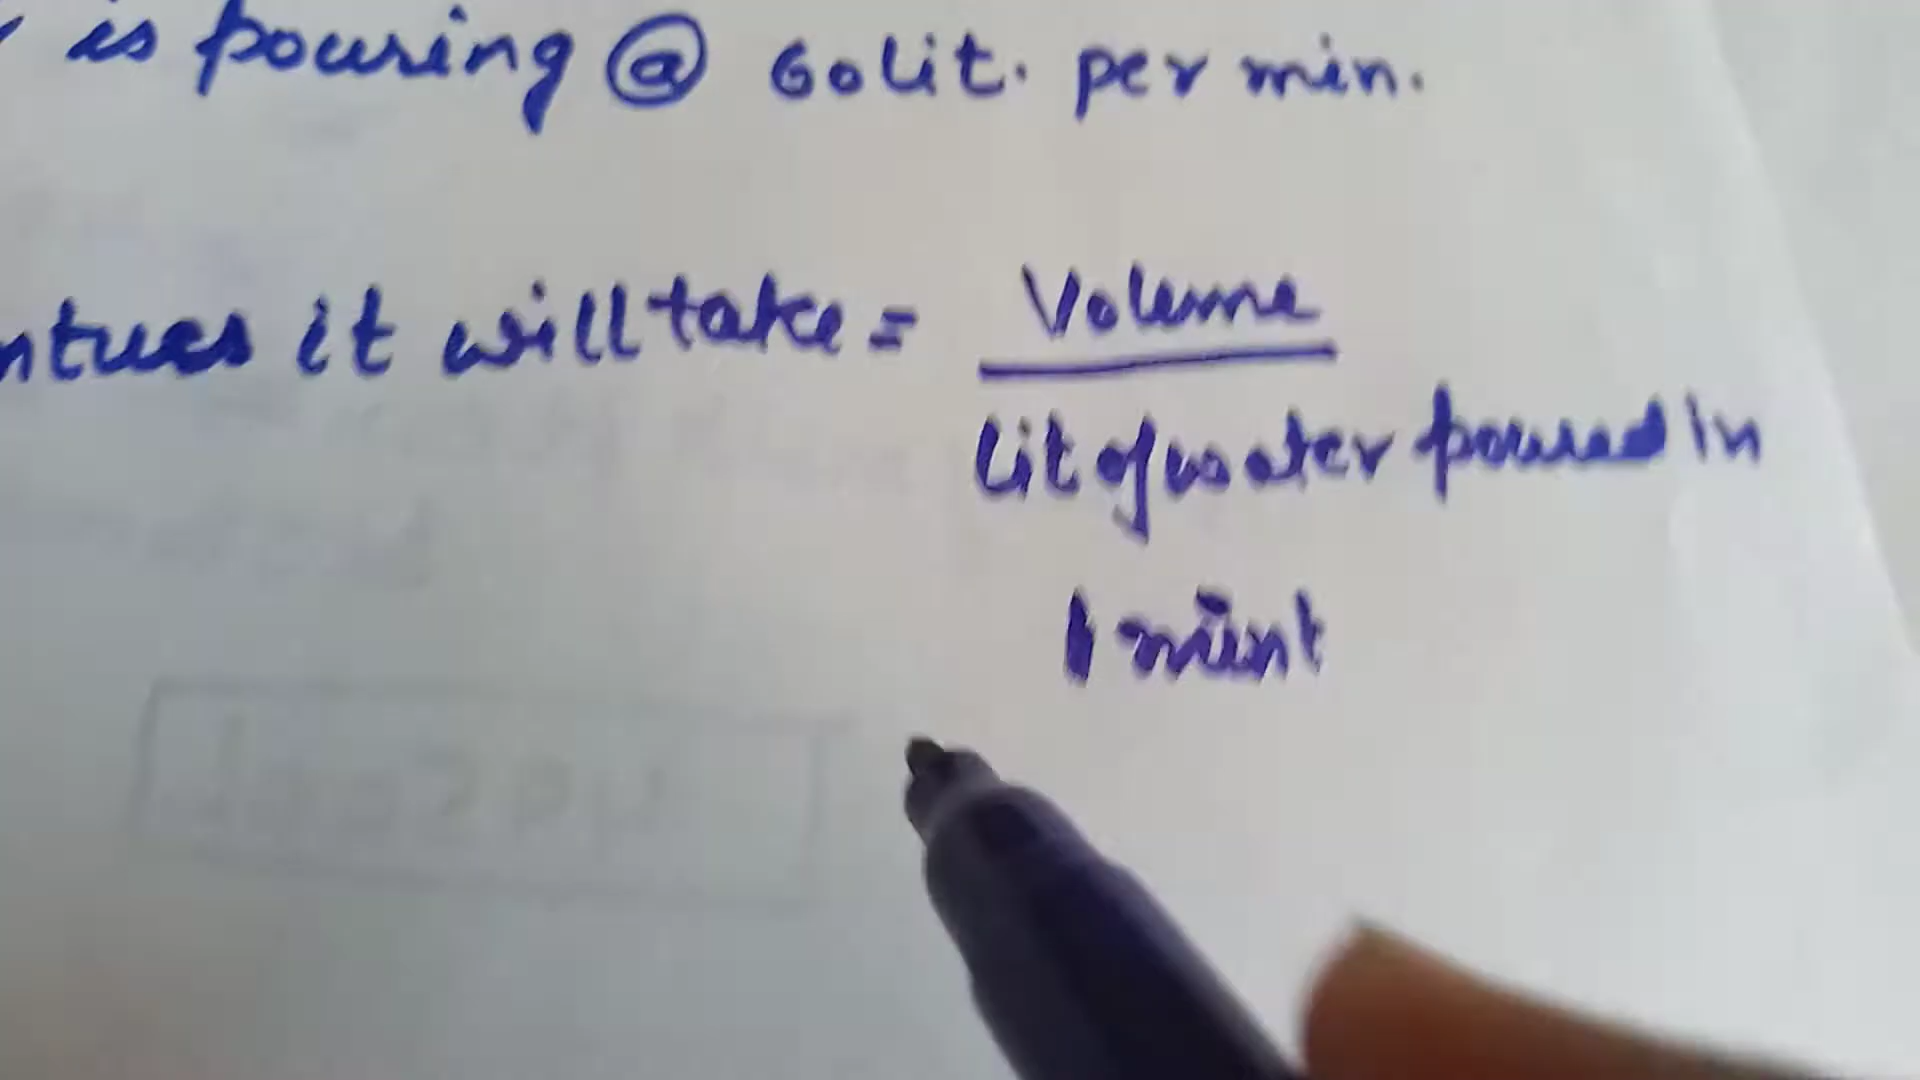 is pouring @ 60 lit. per min.
it will take = Volume
Lit of water poured in
1 mint